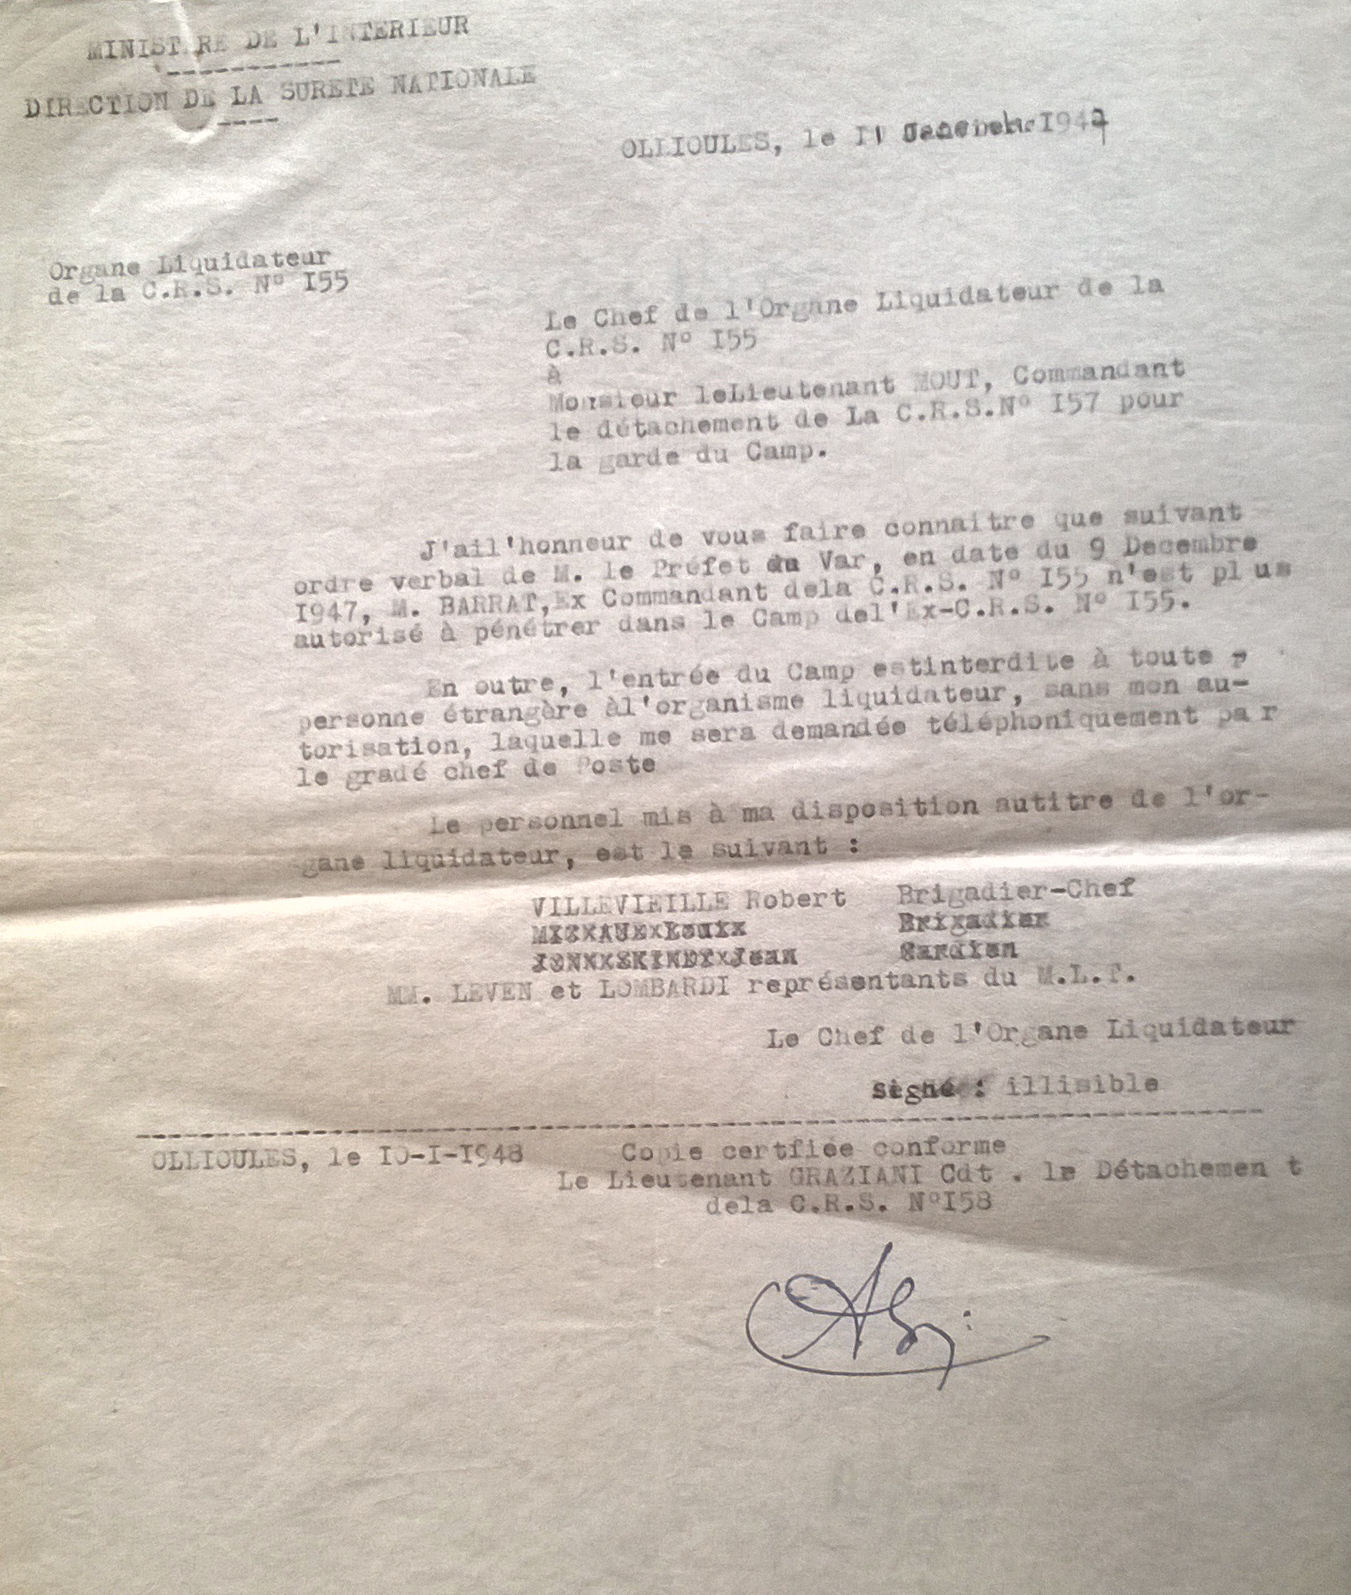 MINISTERE DE L'INTERIEUR
-----------
DIRECTION DE LA SURETE NATIONALE
----
OLLIOULES, le II Decembre I947
Organe Liquidateur
de la C.R.S. N° I55
Le Chef de l'Organe Liquidateur de la
C.R.S. N° I55
à
Monsieur leLieutenant MOUT, Commandant
le détachement de La C.R.S.N° I57 pour
la garde du Camp.
J'ail'honneur de vous faire connaitre que suivant
ordre verbal de M. le Préfet du Var, en date du 9 Decembre
I947, M. BARRAT,Ex Commandant dela C.R.S. N° I55 n'est pl us
autorisé à pénétrer dans le Camp del'Ex-C.R.S. N° I55.
En outre, l'entrée du Camp estinterdite à toute
personne étrangère àl'organisme liquidateur, sans mon au-
torisation, laquelle me sera demandée téléphoniquement pa r
le gradé chef de Poste
Le personnel mis à ma disposition autitre de l'or-
gane liquidateur, est le suivant :
VILLEVIEILLE Robert Brigadier-Chef
Brigadier
Jean Gardien
MM. LEVEN et LOMBARDI représentants du M.L.P.
Le Chef de l'Organe Liquidateur
Signé : illisible
OLLIOULES, le IO-I-I948 Copie certfiée conforme
Le Lieutenant GRAZIANI Cdt . le Détachemen t
dela C.R.S. N°I58